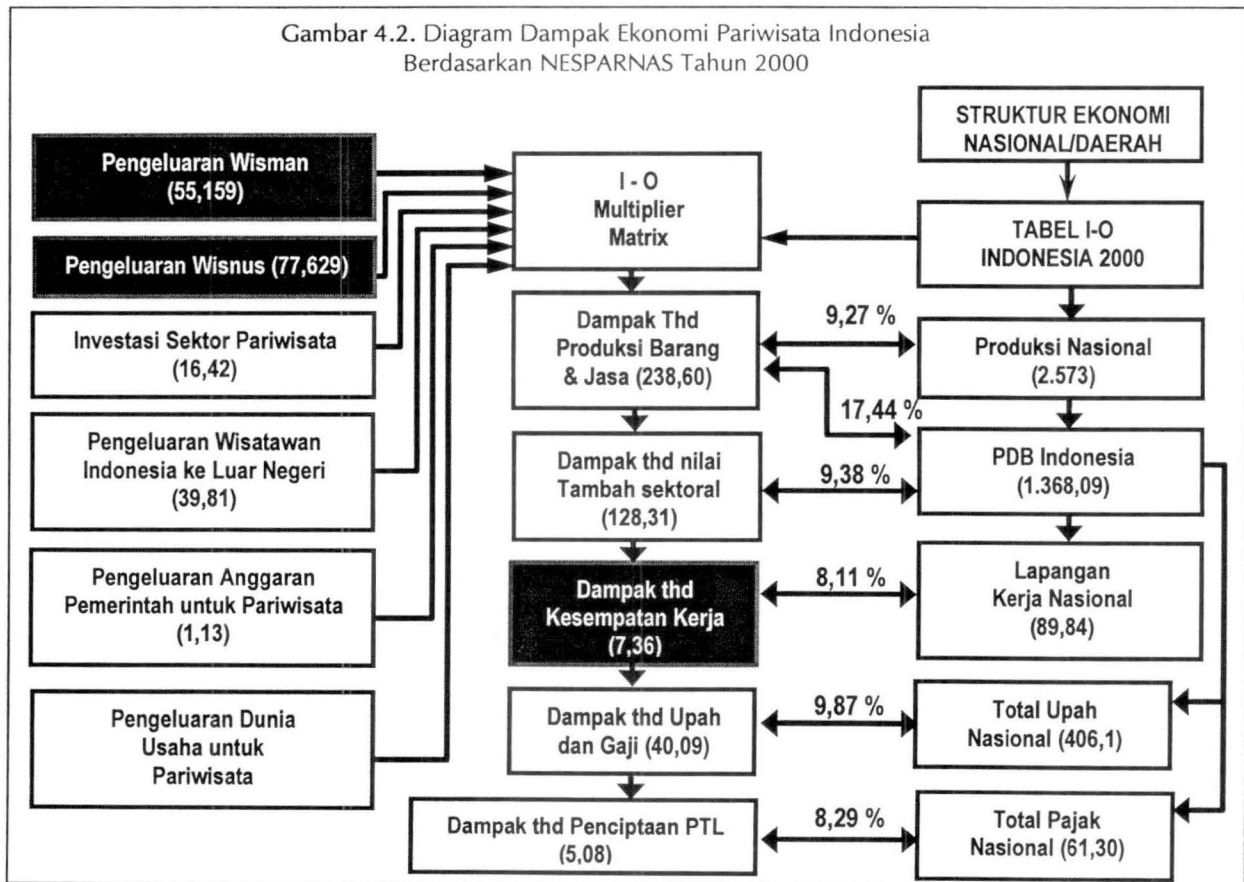 Gambar 4.2. Diagram Dampak Ekonomi Pariwisata Indonesia
Berdasarkan NESPARNAS Tahun 2000
Pengeluaran Wisman
(55,159)
Pengeluaran Wisnus (77,629)
Investasi Sektor Pariwisata
(16,42)
Pengeluaran Wisatawan
Indonesia ke Luar Negeri
(39,81)
Pengeluaran Anggaran
Pemerintah untuk Pariwisata
(1,13)
Pengeluaran Dunia
Usaha untuk
Pariwisata
I - O
Multiplier
Matrix
Dampak Thd
Produksi Barang
& Jasa (238,60)
Dampak thd nilai
Tambah sektoral
(128,31)
Dampak thd
Kesempatan Kerja
(7,36)
Dampak thd Upah
dan Gaji (40,09)
Dampak thd Penciptaan PTL
(5,08)
9,27 %
17,44 %
9,38 %
8,11 %
9,87 %
8,29 %
STRUKTUR EKONOMI
NASIONAL/DAERAH
TABEL I-O
INDONESIA 2000
Produksi Nasional
(2.573)
PDB Indonesia
(1.368,09)
Lapangan
Kerja Nasional
(89,84)
Total Upah
Nasional (406,1)
Total Pajak
Nasional (61,30)